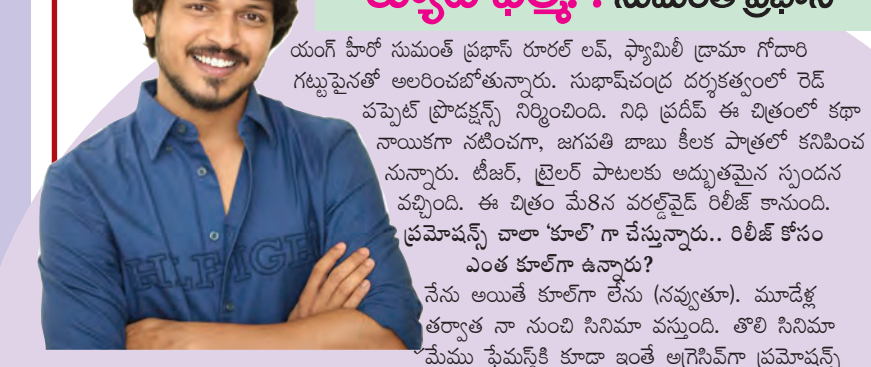 సుమంత్ ప్రభాస్
యంగ్ హీరో సుమంత్ ప్రభాస్ రూరల్ లవ్, ఫ్యామిలీ డ్రామా గోదారి
గట్టుపైనతో అలరించబోతున్నారు. సుభాష్‌చంద్ర దర్శకత్వంలో రెడ్
పప్పెట్ ప్రొడక్షన్స్ నిర్మించింది. నిధి ప్రదీప్ ఈ చిత్రంలో కథా
నాయికగా నటించగా, జగపతి బాబు కీలక పాత్రలో కనిపించ
నున్నారు. టీజర్, ట్రైలర్ పాటలకు అద్భుతమైన స్పందన
వచ్చింది. ఈ చిత్రం మే8న వరల్డ్‌వైడ్ రిలీజ్ కానుంది.
ప్రమోషన్స్ చాలా 'కూల్' గా చేస్తున్నారు.. రిలీజ్ కోసం
ఎంత కూల్‌గా ఉన్నారు?
నేను అయితే కూల్‌గా లేను (నవ్వుతూ). మూడేళ్ల
తర్వాత నా నుంచి సినిమా వస్తుంది. తొలి సినిమా
మేము ఫేమస్‌కి కూడా ఇంతే అగ్రెసివ్‌గా ప్రమోషన్స్